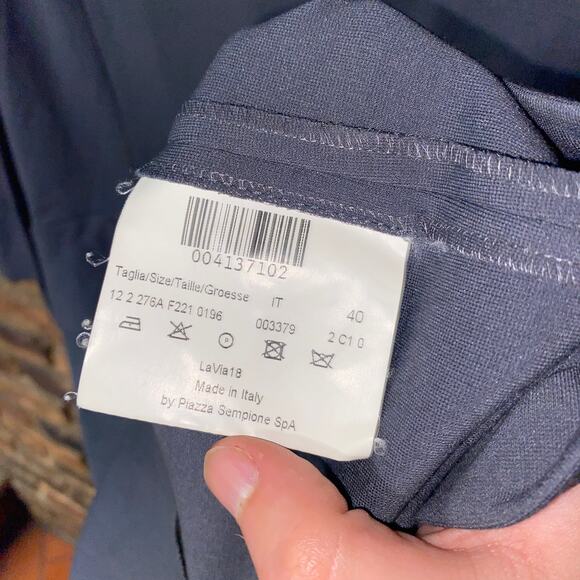 004137102
Taglia/Size/Taille/Groesse IT 40
12 2 276A F221 0196 003379 2 C1 0
P
LaVia18
Made in Italy
by Piazza Sempione SpA